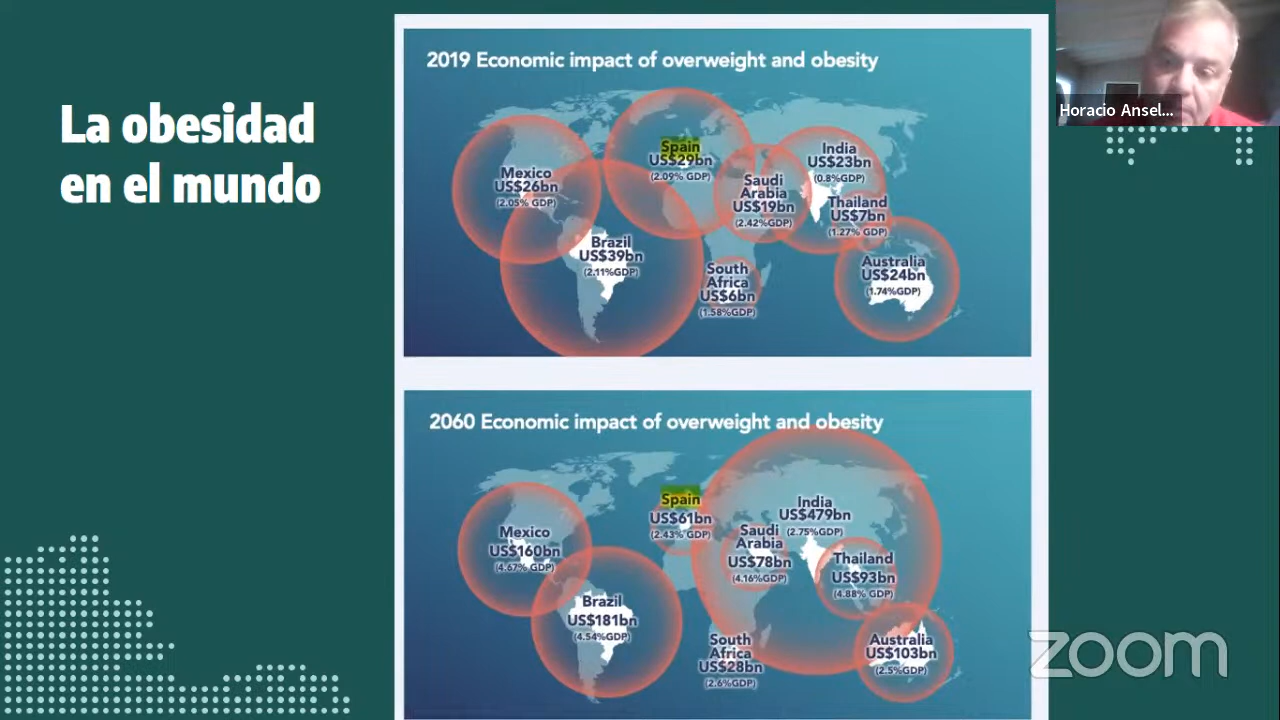 La obesidad
en el mundo
2019 Economic impact of overweight and obesity
Mexico
US$26bn
(2.05% GDP)
Spain
US$29bn
(2.09% GDP)
Brazil
US$39bn
(2.11%GDP)
Saudi
Arabia
US$19bn
(2.42%GDP)
India
US$23bn
(0.8%GDP)
Thailand
US$7bn
(1.27% GDP)
South
Africa
US$6bn
(1.58%GDP)
Australia
US$24bn
(1.74%GDP)
2060 Economic impact of overweight and obesity
Mexico
US$160bn
(4.67% GDP)
Spain
US$61bn
(2.43% GDP)
Brazil
US$181bn
(4.54%GDP)
Saudi
Arabia
US$78bn
(4.16%GDP)
India
US$479bn
(2.75%GDP)
Thailand
US$93bn
(4.88% GDP)
South
Africa
US$28bn
(2.6%GDP)
Australia
US$103bn
(2.5%GDP)
Horacio Ansel...
zoom